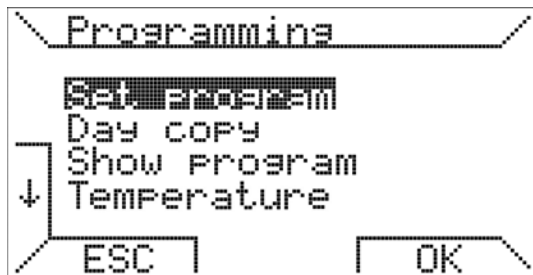 Programming
Set program
Day copy
Show program
↓ Temperature
ESC OK